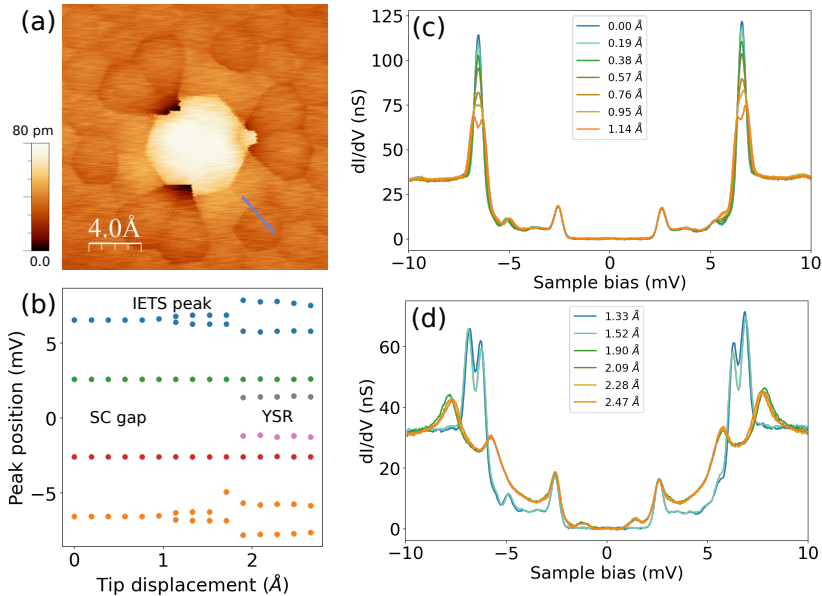 (a)
80 pm
0.0
4.0Å
(b)
IETS peak
SC gap
YSR
5
0
−5
Peak position (mV)
0
1
2
Tip displacement (Å)
(c)
0.00 Å
0.19 Å
0.38 Å
0.57 Å
0.76 Å
0.95 Å
1.14 Å
125
100
75
50
25
0
dI/dV (nS)
−10
−5
0
5
10
Sample bias (mV)
(d)
1.33 Å
1.52 Å
1.90 Å
2.09 Å
2.28 Å
2.47 Å
60
40
20
0
dI/dV (nS)
−10
−5
0
5
10
Sample bias (mV)